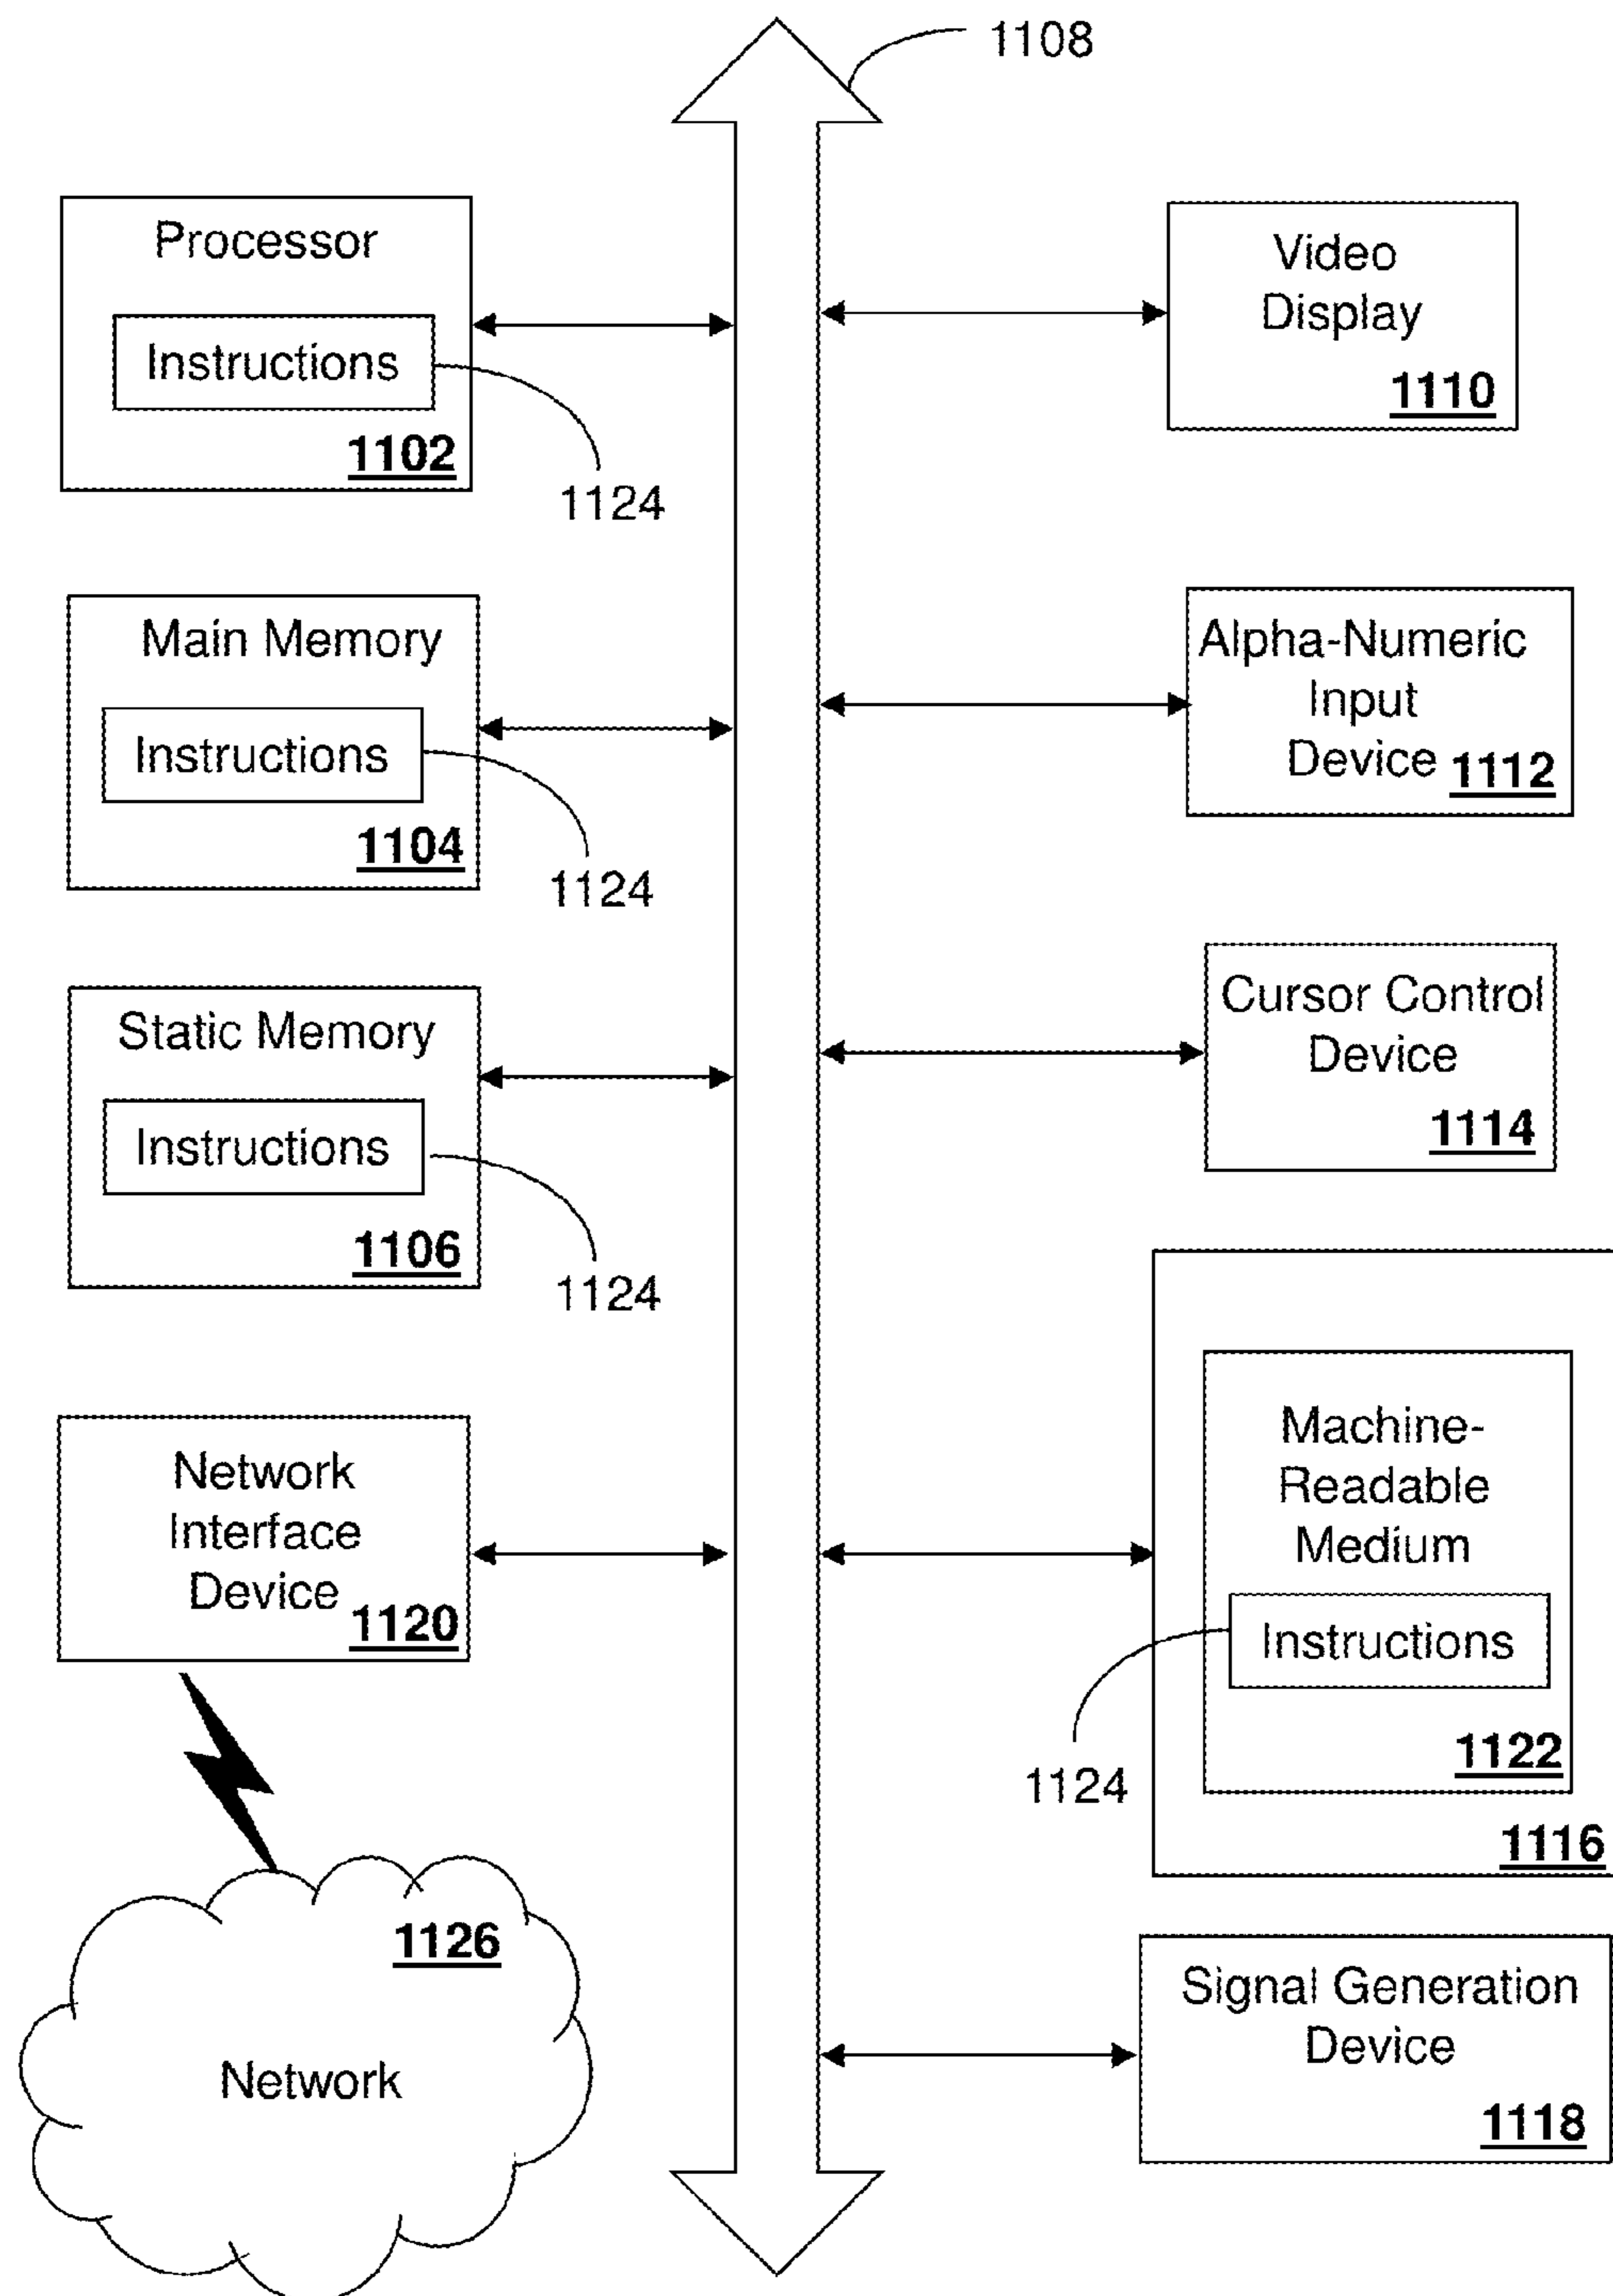 1108
Processor
Instructions
1102
1124
Main Memory
Instructions
1104
1124
Static Memory
Instructions
1106
1124
Network
Interface
Device
1120
1126
Network
Video
Display
1110
Alpha-Numeric
Input
Device 1112
Cursor Control
Device
1114
Machine-
Readable
Medium
Instructions
1122
1124
1116
Signal Generation
Device
1118